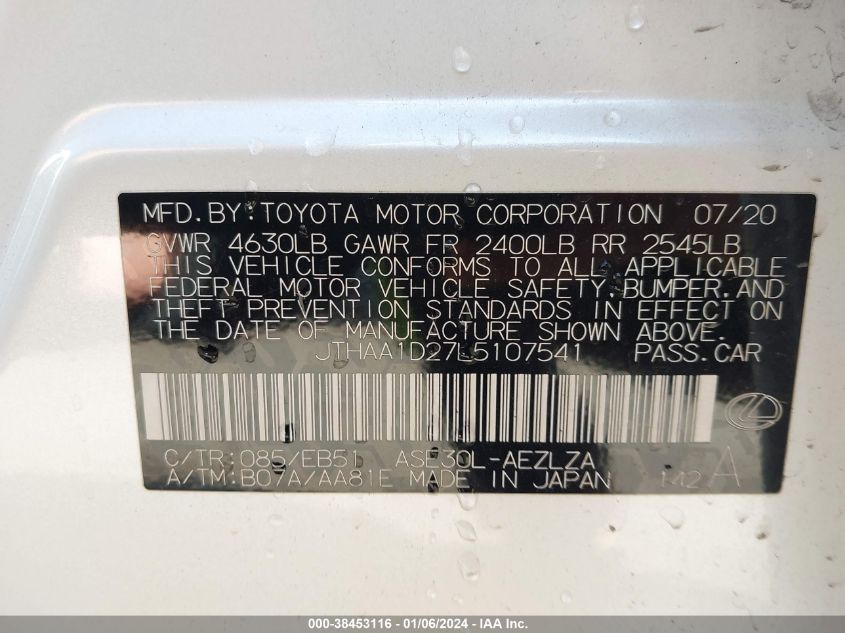 MFD.BY:TOYOTA MOTOR CORPORATION 07/20
GVWR 4630LB GAWR FR 2400LB RR 2545LB
THIS VEHICLE CONFORMS TO ALL APPLICABLE
FEDERAL MOTOR VEHICLE SAFETY,BUMPER,AND
THEFT PREVENTION STANDARDS IN EFFECT ON
THE DATE OF MANUFACTURE SHOWN ABOVE.
JTHAA1D27L5107541 PASS.CAR
C/TR:085/EB51 ASE30L-AEZLZA
A/TM:B07A/AA81E MADE IN JAPAN 142 A
000-38453116 - 01/06/2024 - IAA Inc.